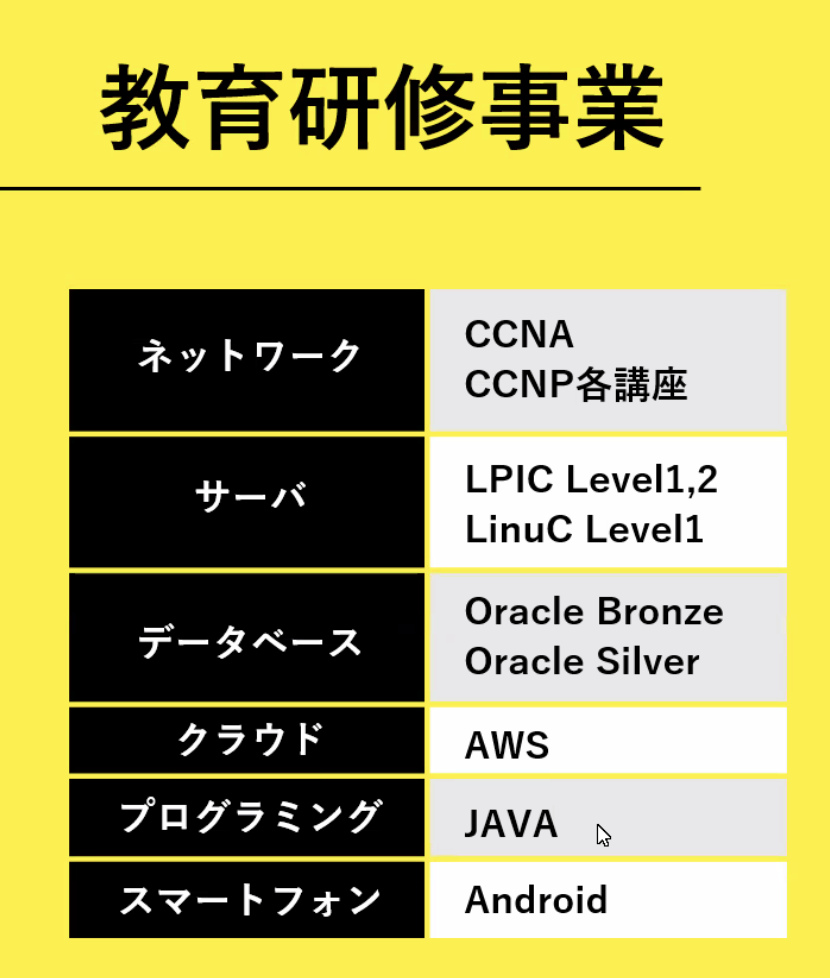 教育研修事業
ネットワーク
CCNA
CCNP各講座
サーバ
LPIC Level1,2
LinuC Level1
データベース
Oracle Bronze
Oracle Silver
クラウド
AWS
プログラミング
JAVA
スマートフォン
Android